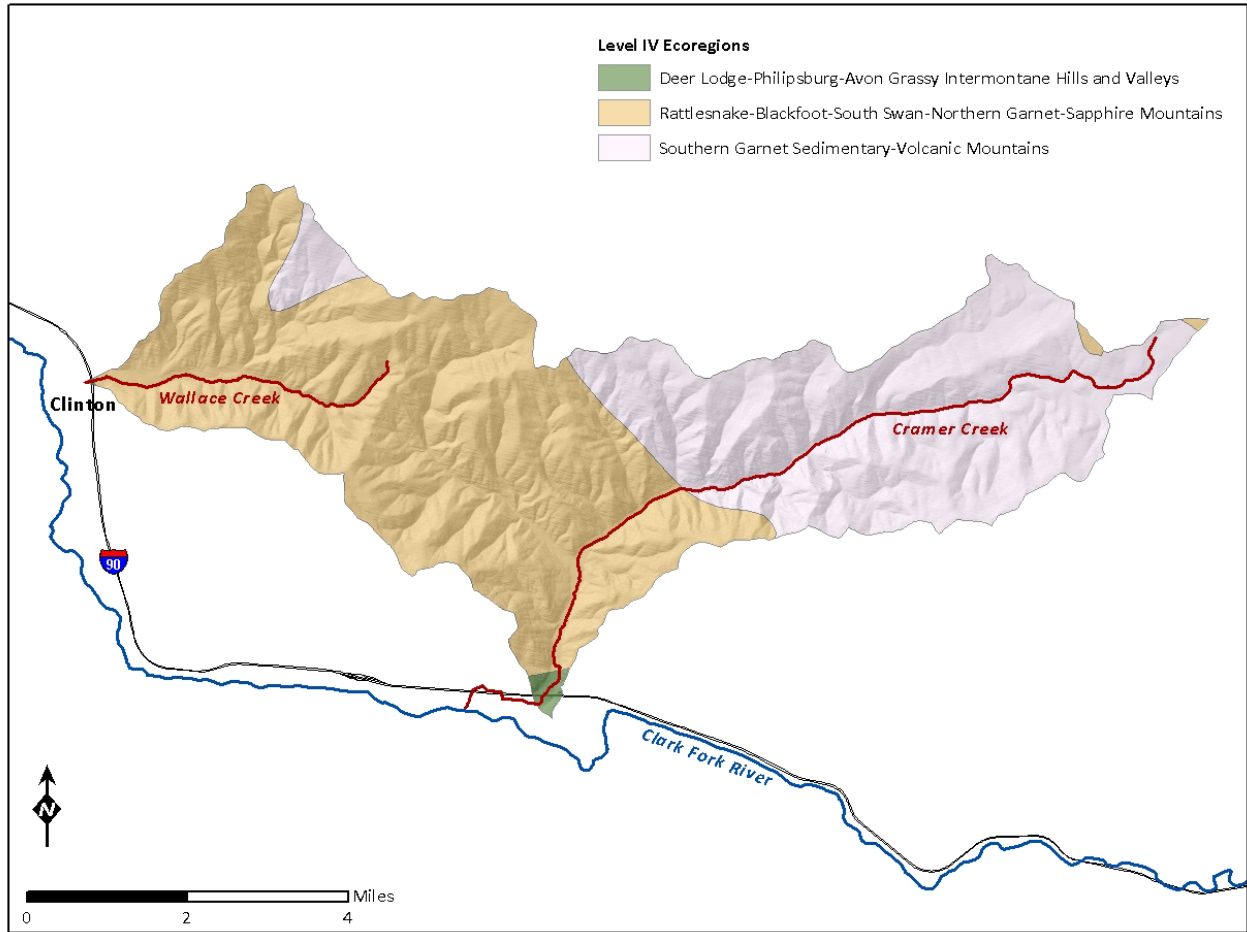 Level IV Ecoregions
Deer Lodge-Philipsburg-Avon Grassy Intermontane Hills and Valleys
Rattlesnake-Blackfoot-South Swan-Northern Garnet-Sapphire Mountains
Southern Garnet Sedimentary-Volcanic Mountains
Clinton
Wallace Creek
Cramer Creek
90
Clark Fork River
N
Miles
0 2 4